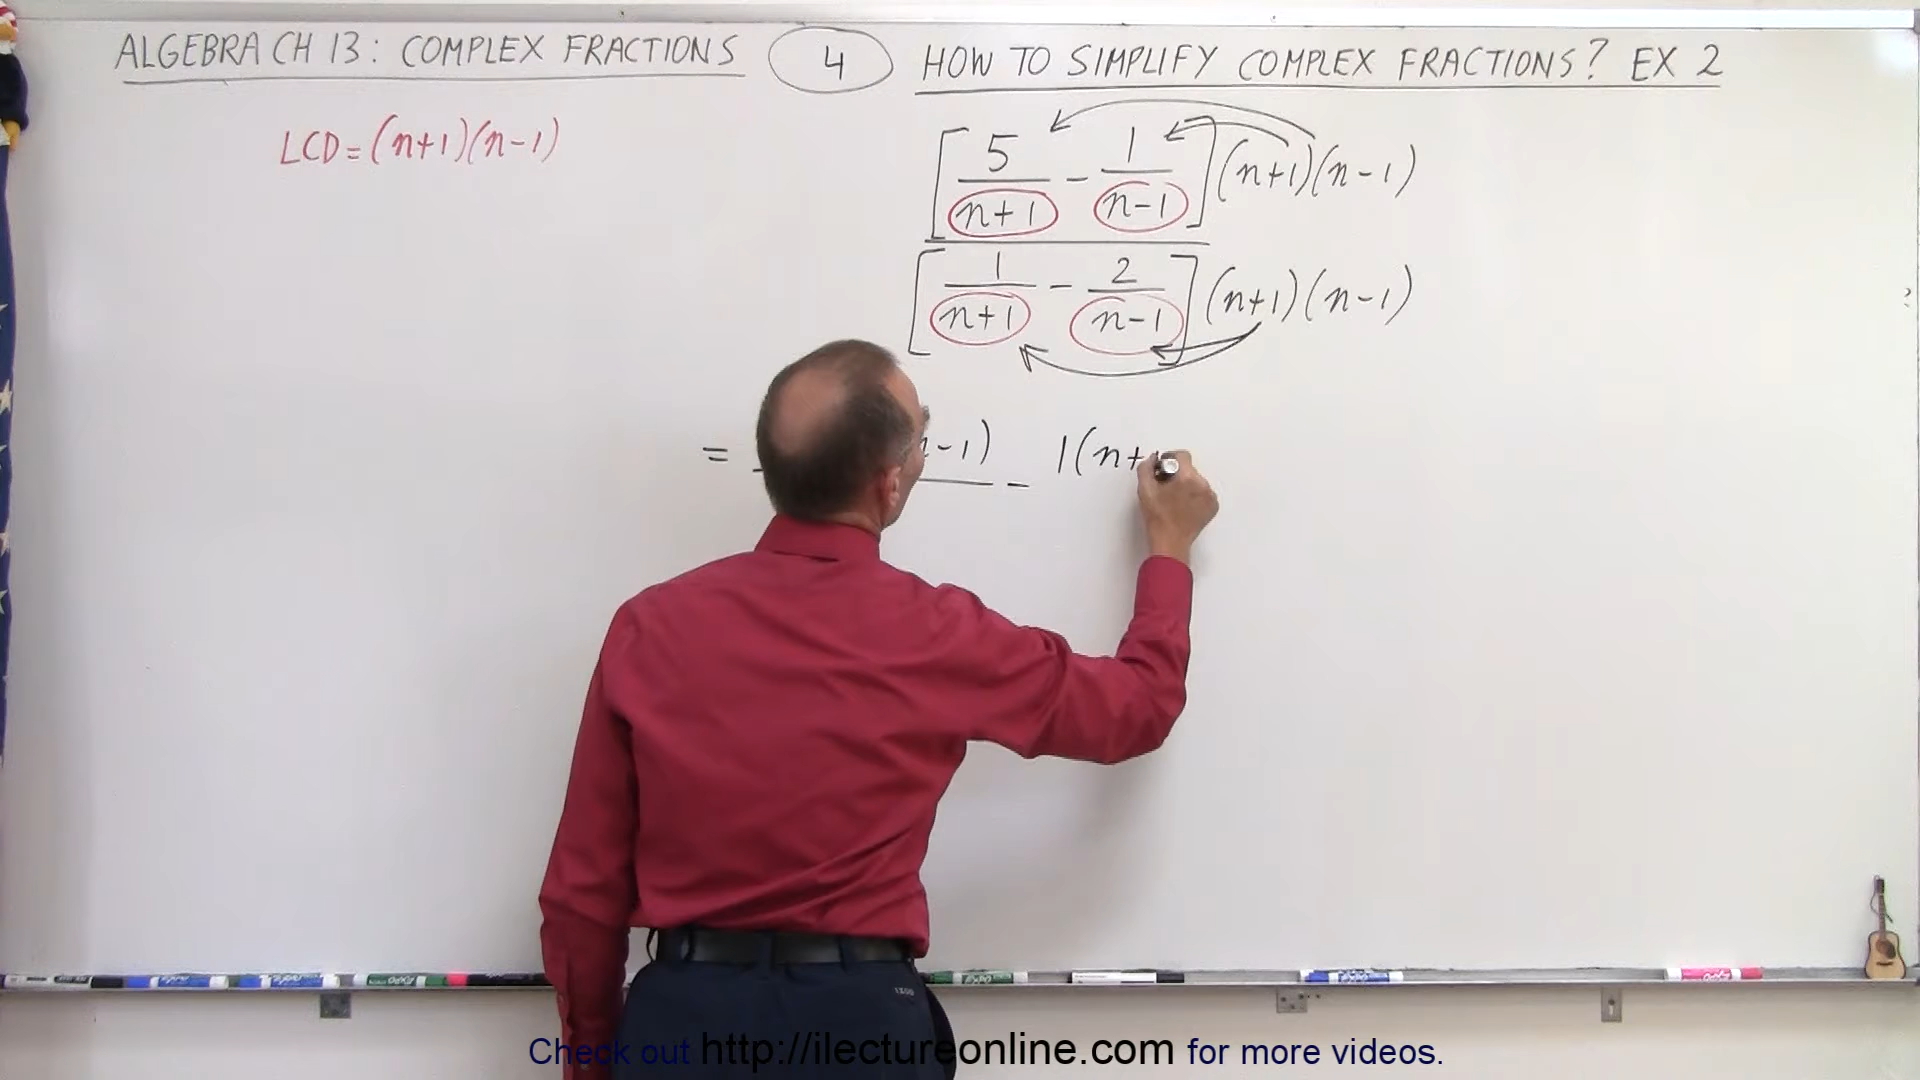 ALGEBRA CH 13: COMPLEX FRACTIONS 4 HOW TO SIMPLIFY COMPLEX FRACTIONS? EX 2
LCD=(n+1)(n-1)
[5/n+1 - 1/n-1](n+1)(n-1)
[1/n+1 - 2/n-1](n+1)(n-1)
= -1) - 1(n+
Check out http://ilectureonline.com for more videos.